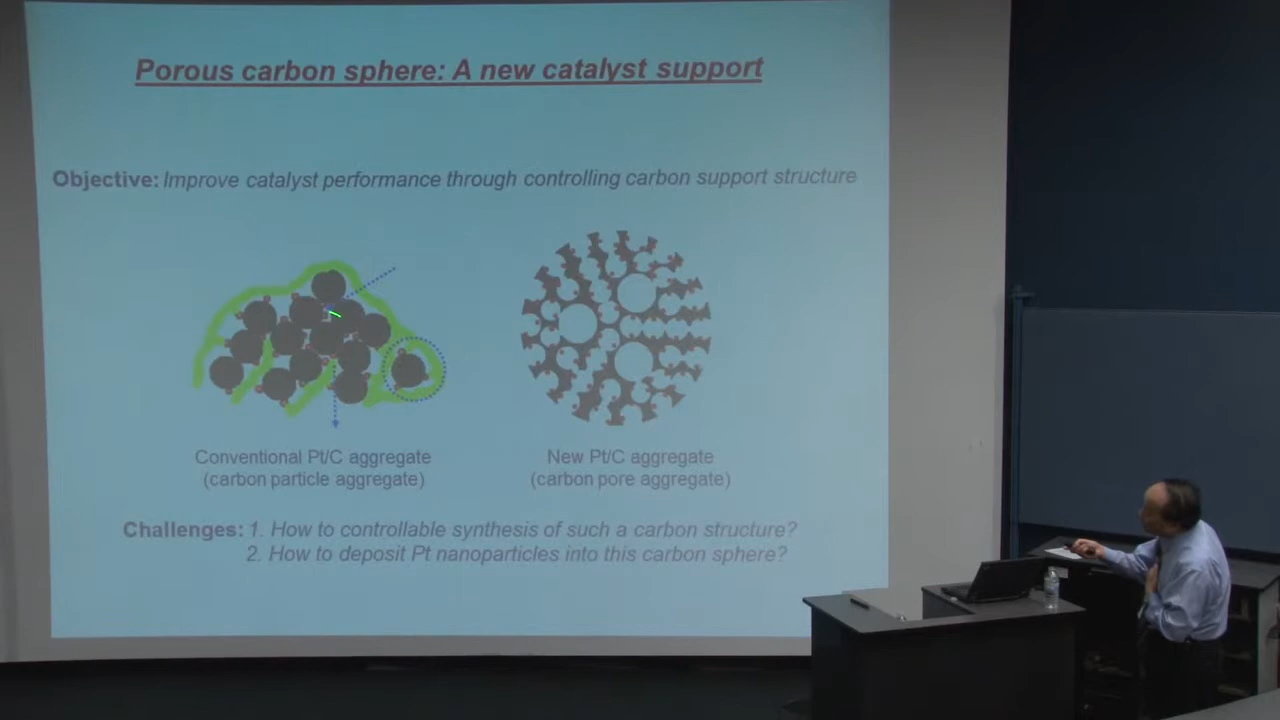 Porous carbon sphere: A new catalyst support
Objective: Improve catalyst performance through controlling carbon support structure
Conventional Pt/C aggregate
(carbon particle aggregate)
New Pt/C aggregate
(carbon pore aggregate)
Challenges: 1. How to controllable synthesis of such a carbon structure?
2. How to deposit Pt nanoparticles into this carbon sphere?